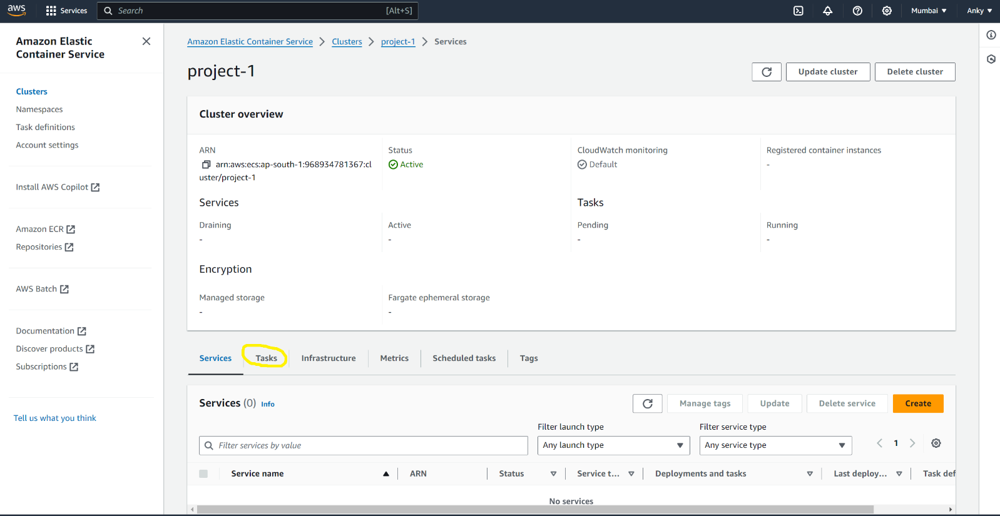 aws Services Search [Alt+S] Mumbai ▼ Anky ▼
Amazon Elastic
Container Service
Clusters
Namespaces
Task definitions
Account settings
Install AWS Copilot
Amazon ECR
Repositories
AWS Batch
Documentation
Discover products
Subscriptions
Tell us what you think
Amazon Elastic Container Service > Clusters > project-1 > Services
project-1
Update cluster
Delete cluster
Cluster overview
ARN
arn:aws:ecs:ap-south-1:968934781367:cl
uster/project-1
Status
Active
CloudWatch monitoring
Default
Registered container instances
-
Services
Draining
-
Active
-
Tasks
Pending
-
Running
-
Encryption
Managed storage
-
Fargate ephemeral storage
-
Services Tasks Infrastructure Metrics Scheduled tasks Tags
Services (0) Info
Manage tags Update Delete service Create
Filter launch type
Filter service type
Filter services by value
Any launch type
Any service type
1
Service name ARN Status Service t... Deployments and tasks Last deploy... Task def
No services